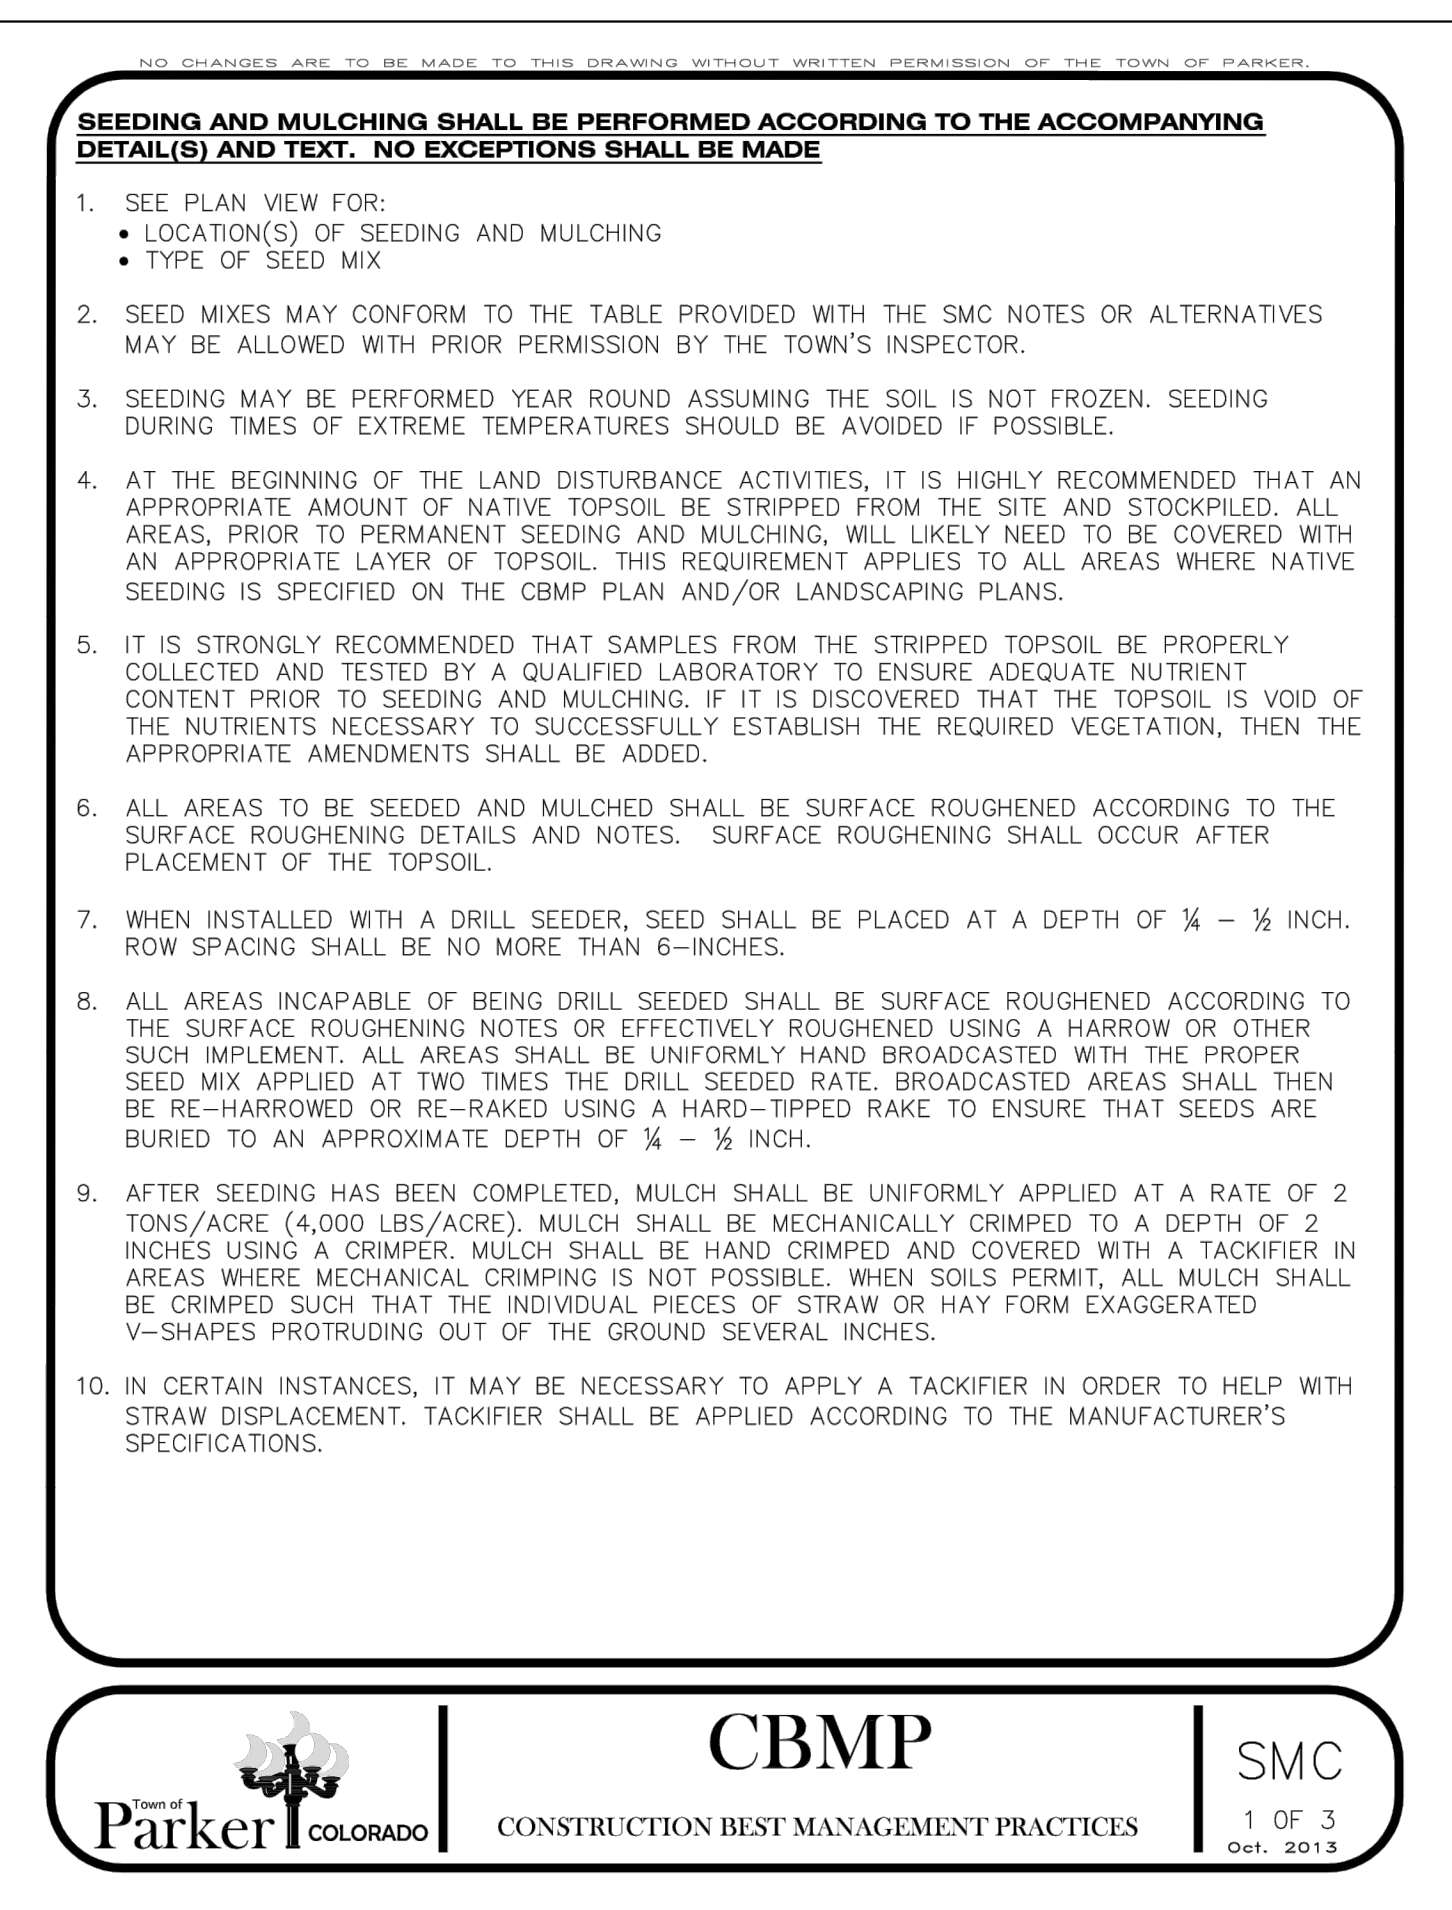 NO CHANGES ARE TO BE MADE TO THIS DRAWING WITHOUT WRITTEN PERMISSION OF THE TOWN OF PARKER.
SEEDING AND MULCHING SHALL BE PERFORMED ACCORDING TO THE ACCOMPANYING
DETAIL(S) AND TEXT. NO EXCEPTIONS SHALL BE MADE
1. SEE PLAN VIEW FOR:
• LOCATION(S) OF SEEDING AND MULCHING
• TYPE OF SEED MIX
2. SEED MIXES MAY CONFORM TO THE TABLE PROVIDED WITH THE SMC NOTES OR ALTERNATIVES
MAY BE ALLOWED WITH PRIOR PERMISSION BY THE TOWN'S INSPECTOR.
3. SEEDING MAY BE PERFORMED YEAR ROUND ASSUMING THE SOIL IS NOT FROZEN. SEEDING
DURING TIMES OF EXTREME TEMPERATURES SHOULD BE AVOIDED IF POSSIBLE.
4. AT THE BEGINNING OF THE LAND DISTURBANCE ACTIVITIES, IT IS HIGHLY RECOMMENDED THAT AN
APPROPRIATE AMOUNT OF NATIVE TOPSOIL BE STRIPPED FROM THE SITE AND STOCKPILED. ALL
AREAS, PRIOR TO PERMANENT SEEDING AND MULCHING, WILL LIKELY NEED TO BE COVERED WITH
AN APPROPRIATE LAYER OF TOPSOIL. THIS REQUIREMENT APPLIES TO ALL AREAS WHERE NATIVE
SEEDING IS SPECIFIED ON THE CBMP PLAN AND/OR LANDSCAPING PLANS.
5. IT IS STRONGLY RECOMMENDED THAT SAMPLES FROM THE STRIPPED TOPSOIL BE PROPERLY
COLLECTED AND TESTED BY A QUALIFIED LABORATORY TO ENSURE ADEQUATE NUTRIENT
CONTENT PRIOR TO SEEDING AND MULCHING. IF IT IS DISCOVERED THAT THE TOPSOIL IS VOID OF
THE NUTRIENTS NECESSARY TO SUCCESSFULLY ESTABLISH THE REQUIRED VEGETATION, THEN THE
APPROPRIATE AMENDMENTS SHALL BE ADDED.
6. ALL AREAS TO BE SEEDED AND MULCHED SHALL BE SURFACE ROUGHENED ACCORDING TO THE
SURFACE ROUGHENING DETAILS AND NOTES. SURFACE ROUGHENING SHALL OCCUR AFTER
PLACEMENT OF THE TOPSOIL.
7. WHEN INSTALLED WITH A DRILL SEEDER, SEED SHALL BE PLACED AT A DEPTH OF ¼ – ½ INCH.
ROW SPACING SHALL BE NO MORE THAN 6–INCHES.
8. ALL AREAS INCAPABLE OF BEING DRILL SEEDED SHALL BE SURFACE ROUGHENED ACCORDING TO
THE SURFACE ROUGHENING NOTES OR EFFECTIVELY ROUGHENED USING A HARROW OR OTHER
SUCH IMPLEMENT. ALL AREAS SHALL BE UNIFORMLY HAND BROADCASTED WITH THE PROPER
SEED MIX APPLIED AT TWO TIMES THE DRILL SEEDED RATE. BROADCASTED AREAS SHALL THEN
BE RE–HARROWED OR RE–RAKED USING A HARD–TIPPED RAKE TO ENSURE THAT SEEDS ARE
BURIED TO AN APPROXIMATE DEPTH OF ¼ – ½ INCH.
9. AFTER SEEDING HAS BEEN COMPLETED, MULCH SHALL BE UNIFORMLY APPLIED AT A RATE OF 2
TONS/ACRE (4,000 LBS/ACRE). MULCH SHALL BE MECHANICALLY CRIMPED TO A DEPTH OF 2
INCHES USING A CRIMPER. MULCH SHALL BE HAND CRIMPED AND COVERED WITH A TACKIFIER IN
AREAS WHERE MECHANICAL CRIMPING IS NOT POSSIBLE. WHEN SOILS PERMIT, ALL MULCH SHALL
BE CRIMPED SUCH THAT THE INDIVIDUAL PIECES OF STRAW OR HAY FORM EXAGGERATED
V–SHAPES PROTRUDING OUT OF THE GROUND SEVERAL INCHES.
10. IN CERTAIN INSTANCES, IT MAY BE NECESSARY TO APPLY A TACKIFIER IN ORDER TO HELP WITH
STRAW DISPLACEMENT. TACKIFIER SHALL BE APPLIED ACCORDING TO THE MANUFACTURER'S
SPECIFICATIONS.
Town of
Parker
COLORADO
CBMP
CONSTRUCTION BEST MANAGEMENT PRACTICES
SMC
1 OF 3
Oct. 2013